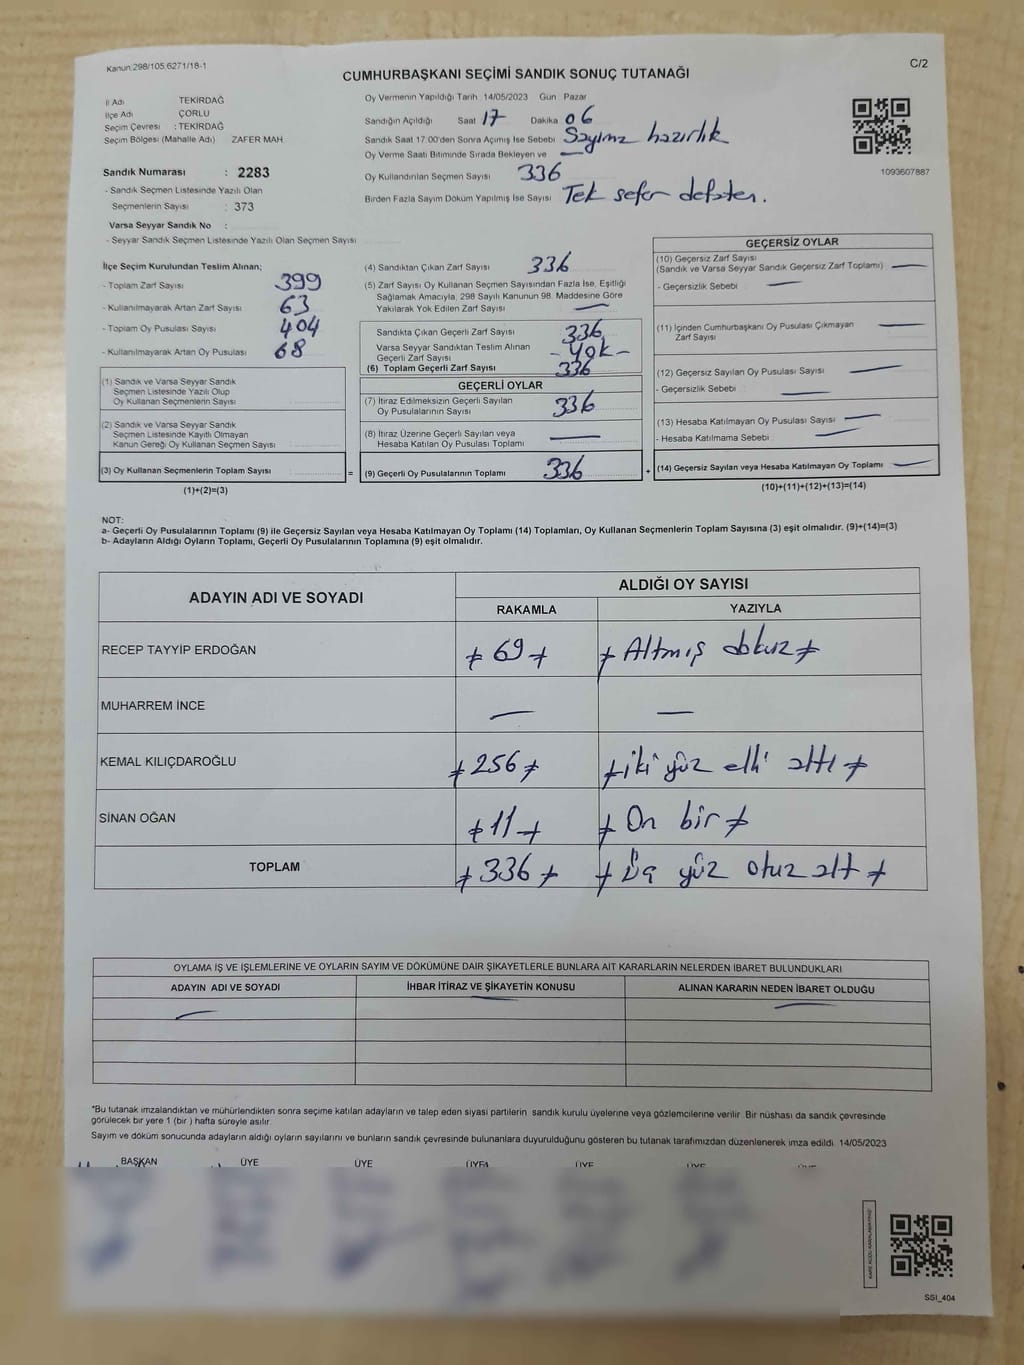 Kanun:298/105 6271/18-1
C/2
CUMHURBAŞKANI SEÇİMİ SANDIK SONUÇ TUTANAĞI
İl Adı TEKİRDAĞ
İlçe Adı ÇORLU
Seçim Çevresi : TEKİRDAĞ
Seçim Bölgesi (Mahalle Adı) ZAFER MAH.
Oy Vermenin Yapıldığı Tarih 14/05/2023 Gün Pazar
Sandığın Açıldığı Saat 17 Dakika 06
Sandık Saat 17.00'den Sonra Açımış İse Sebebi Sayıma hazırlık
Oy Verme Saati Bitiminde Sırada Bekleyen ve —
Oy Kullandırılan Seçmen Sayısı 336
Birden Fazla Sayım Döküm Yapılmış İse Sayısı Tek sefer
1093607887
Sandık Numarası : 2283
- Sandık Seçmen Listesinde Yazılı Olan
Seçmenlerin Sayısı : 373
Varsa Seyyar Sandık No :
- Seyyar Sandık Seçmen Listesinde Yazılı Olan Seçmen Sayısı
İlçe Seçim Kurulundan Teslim Alınan;
- Toplam Zarf Sayısı 399
- Kullanılmayarak Artan Zarf Sayısı 63
- Toplam Oy Pusulası Sayısı 404
- Kullanılmayarak Artan Oy Pusulası 68
(1) Sandık ve Varsa Seyyar Sandık
Seçmen Listesinde Yazılı Olup
Oy Kullanan Seçmenlerin Sayısı
(2) Sandık ve Varsa Seyyar Sandık
Seçmen Listesinde Kayıtlı Olmayan
Kanun Gereği Oy Kullanan Seçmen Sayısı
(3) Oy Kullanan Seçmenlerin Toplam Sayısı =
(1)+(2)=(3)
(4) Sandıktan Çıkan Zarf Sayısı 336
(5) Zarf Sayısı Oy Kullanan Seçmen Sayısından Fazla İse, Eşitliği
Sağlamak Amacıyla, 298 Sayılı Kanunun 98. Maddesine Göre
Yakılarak Yok Edilen Zarf Sayısı —
Sandıkta Çıkan Geçerli Zarf Sayısı 336
Varsa Seyyar Sandıktan Teslim Alınan
Geçerli Zarf Sayısı - Yok -
(6) Toplam Geçerli Zarf Sayısı 336
GEÇERLİ OYLAR
(7) İtiraz Edilmeksizin Geçerli Sayılan
Oy Pusulalarının Sayısı 336
(8) İtiraz Üzerine Geçerli Sayılan veya
Hesaba Katılan Oy Pusulası Toplamı —
(9) Geçerli Oy Pusulalarının Toplamı 336 +
GEÇERSİZ OYLAR
(10) Geçersiz Zarf Sayısı
(Sandık ve Varsa Seyyar Sandık Geçersiz Zarf Toplamı) —
- Geçersizlik Sebebi —
(11) İçinden Cumhurbaşkanı Oy Pusulası Çıkmayan
Zarf Sayısı —
(12) Geçersiz Sayılan Oy Pusulası Sayısı —
- Geçersizlik Sebebi —
(13) Hesaba Katılmayan Oy Pusulası Sayısı —
- Hesaba Katılmama Sebebi —
(14) Geçersiz Sayılan veya Hesaba Katılmayan Oy Toplamı —
(10)+(11)+(12)+(13)=(14)
NOT:
a- Geçerli Oy Pusulalarının Toplamı (9) ile Geçersiz Sayılan veya Hesaba Katılmayan Oy Toplamı (14) Toplamları, Oy Kullanan Seçmenlerin Toplam Sayısına (3) eşit olmalıdır. (9)+(14)=(3)
b- Adayların Aldığı Oyların Toplamı, Geçerli Oy Pusulalarının Toplamına (9) eşit olmalıdır.
ADAYIN ADI VE SOYADI ALDIĞI OY SAYISI
RAKAMLA YAZIYLA
RECEP TAYYİP ERDOĞAN 69 Altmış dokuz
MUHARREM İNCE — —
KEMAL KILIÇDAROĞLU 256 iki yüz elli altı
SİNAN OĞAN 11 On bir
TOPLAM 336 Üç yüz otuz altı
OYLAMA İŞ VE İŞLEMLERİNE VE OYLARIN SAYIM VE DÖKÜMÜNE DAİR ŞİKAYETLERLE BUNLARA AİT KARARLARIN NELERDEN İBARET BULUNDUKLARI
ADAYIN ADI VE SOYADI İHBAR İTİRAZ VE ŞİKAYETİN KONUSU ALINAN KARARIN NEDEN İBARET OLDUĞU
— — —
*Bu tutanak imzalandıktan ve mühürlendikten sonra seçime katılan adayların ve talep eden siyasi partilerin sandık kurulu üyelerine veya gözlemcilerine verilir. Bir nüshası da sandık çevresinde
görülecek bir yere 1 (bir ) hafta süreyle asılır.
Sayım ve döküm sonucunda adayların aldığı oyların sayılarını ve bunların sandık çevresinde bulunanlara duyurulduğunu gösteren bu tutanak tarafımızdan düzenlenerek imza edildi. 14/05/2023
BAŞKAN ÜYE ÜYE ÜYE ÜYE ÜYE
SSI_404